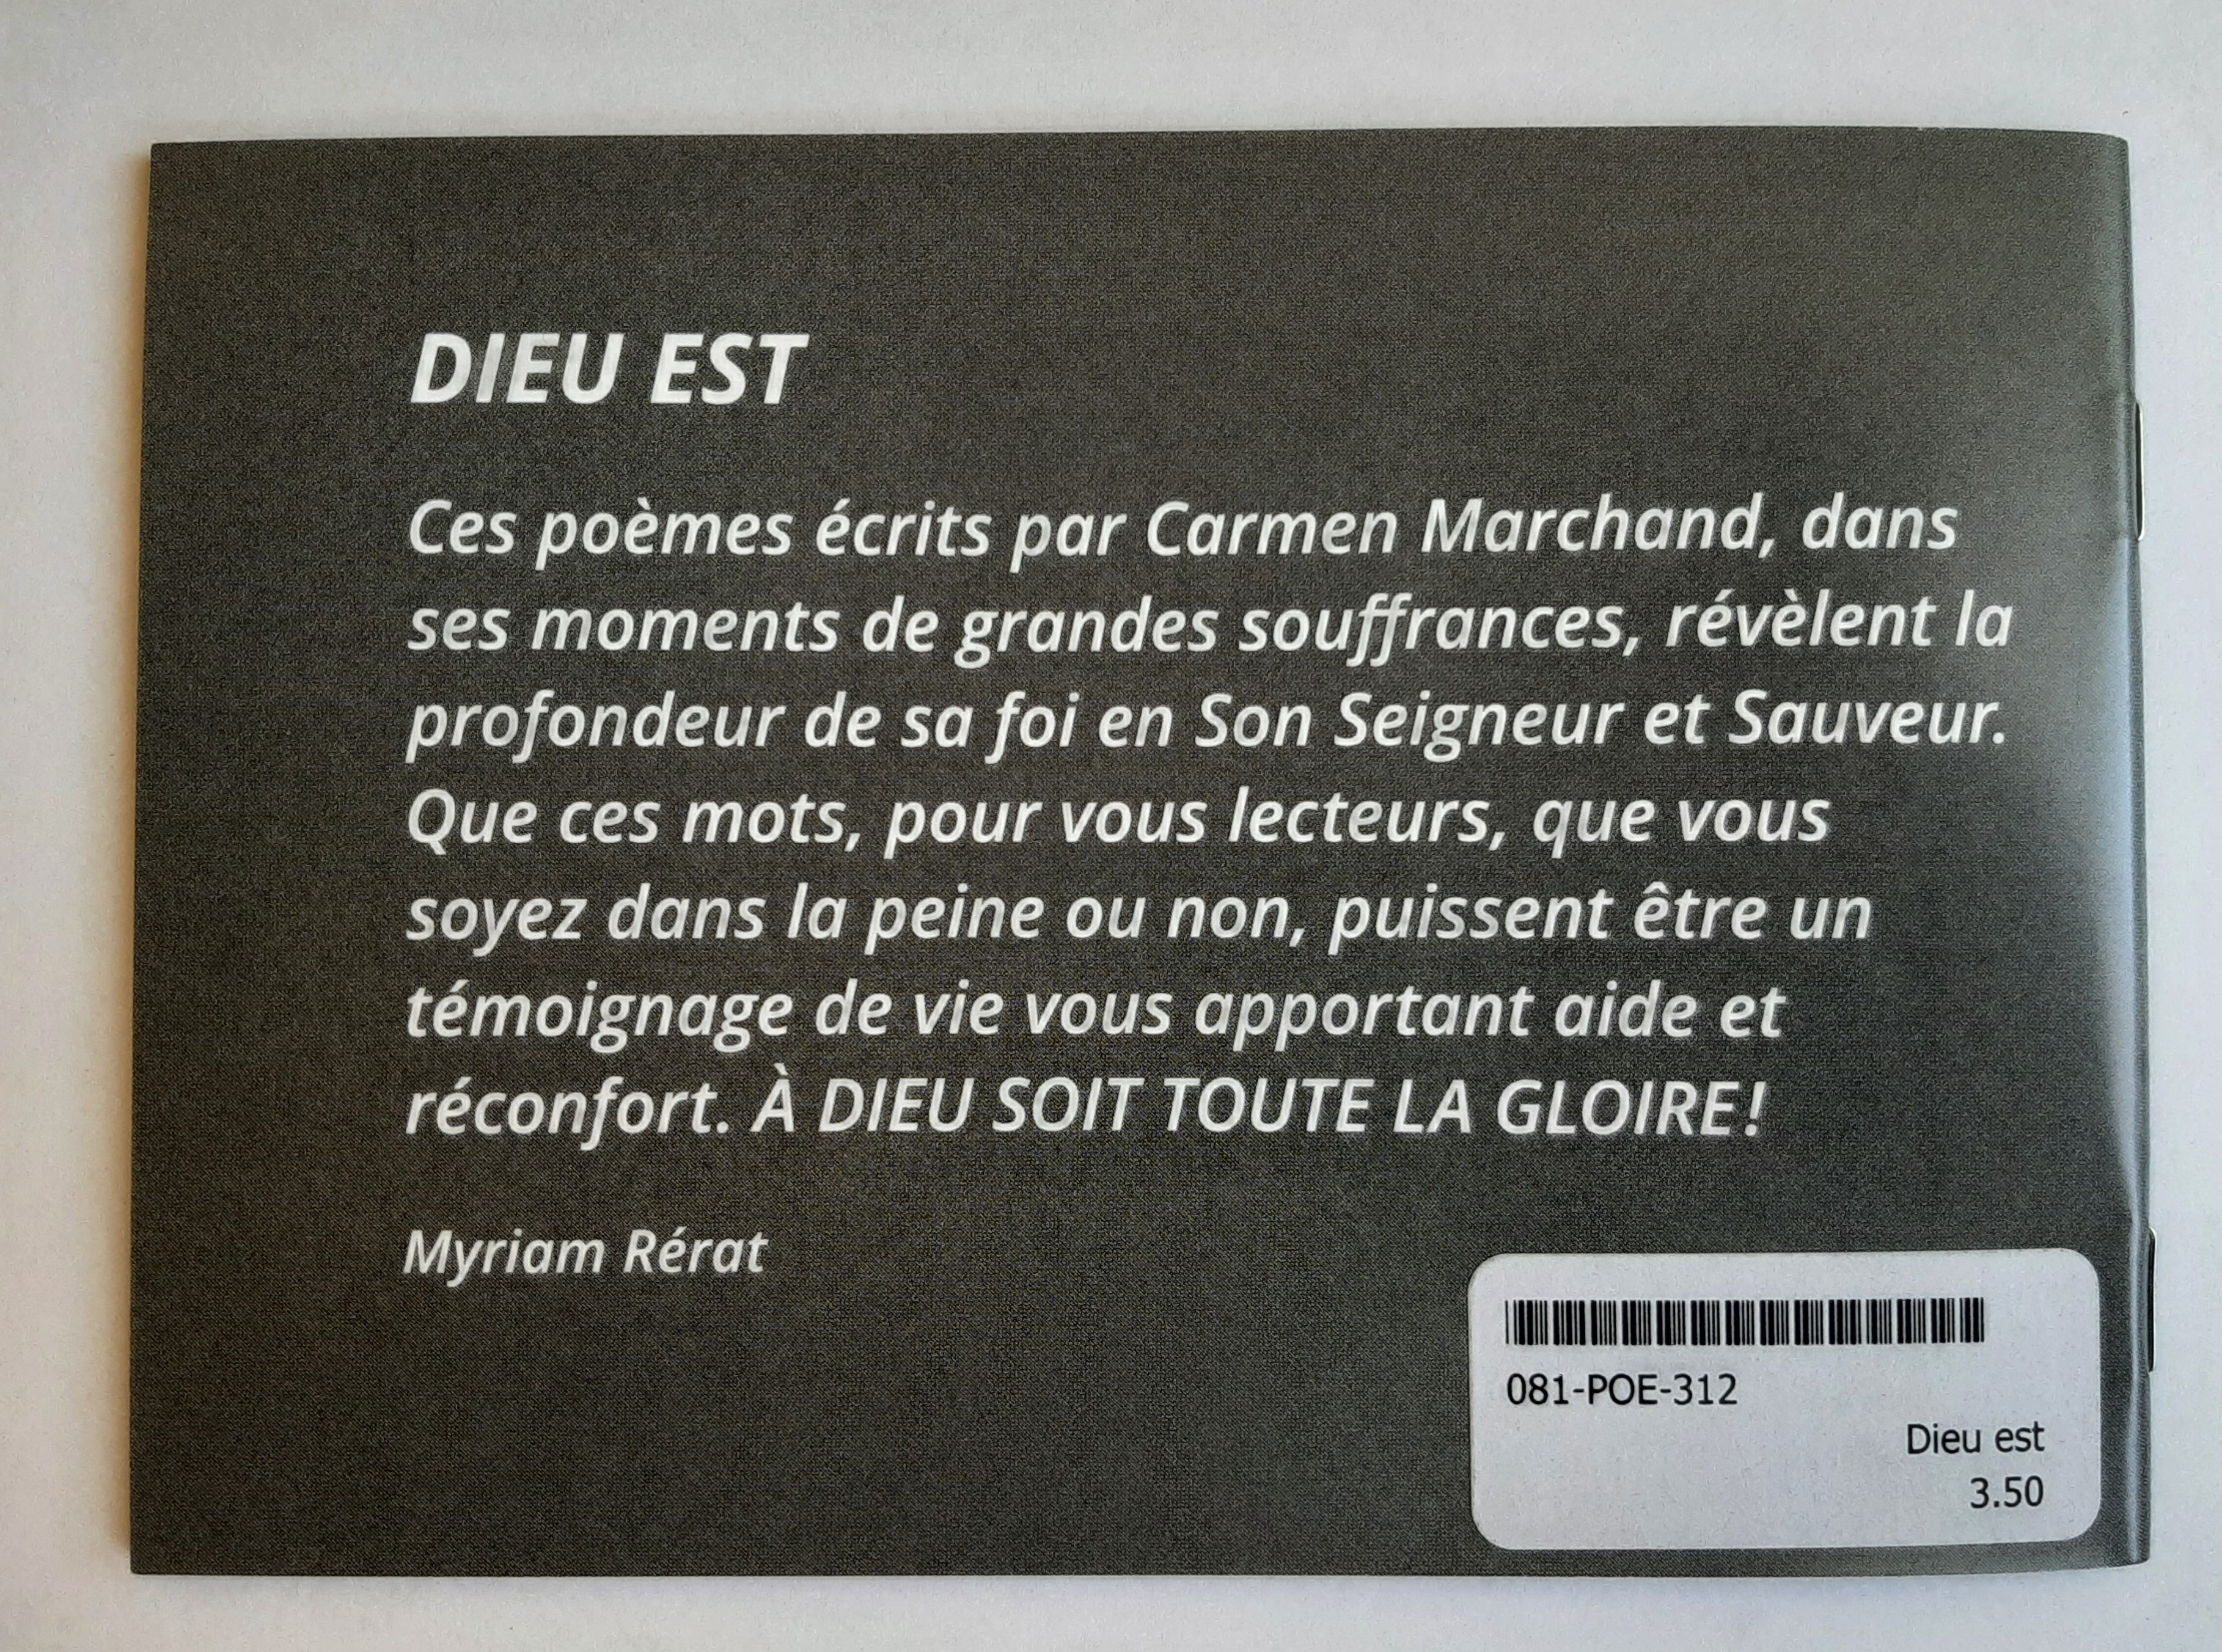 DIEU EST
Ces poèmes écrits par Carmen Marchand, dans
ses moments de grandes souffrances, révèlent la
profondeur de sa foi en Son Seigneur et Sauveur.
Que ces mots, pour vous lecteurs, que vous
soyez dans la peine ou non, puissent être un
témoignage de vie vous apportant aide et
réconfort. À DIEU SOIT TOUTE LA GLOIRE!
Myriam Rérat
081-POE-312
Dieu est
3.50